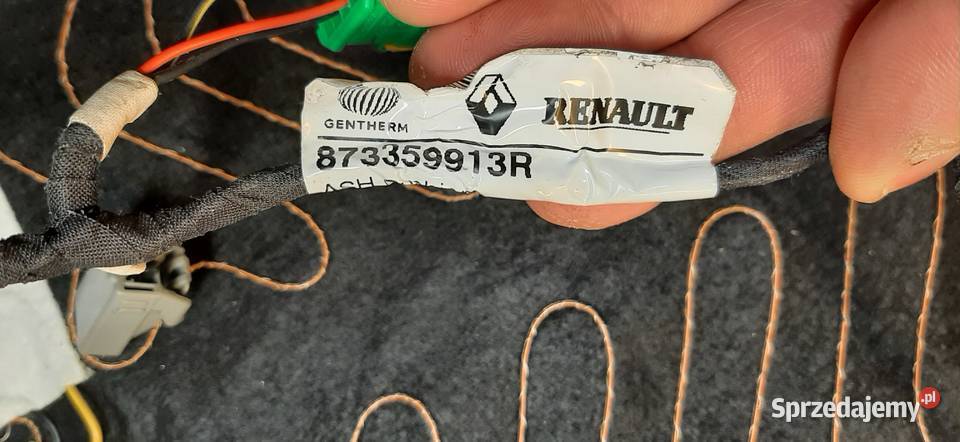 GENTHERM
RENAULT
873359913R
Sprzedajemy.pl